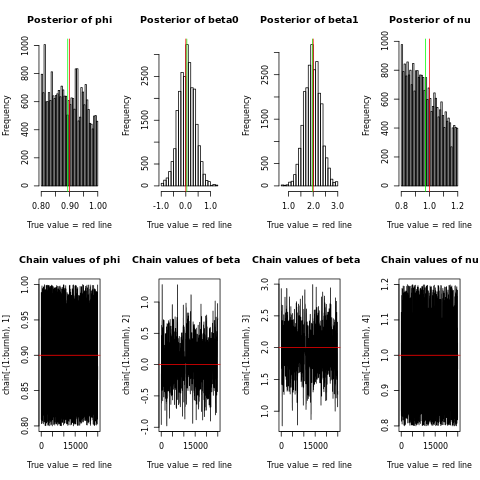 Posterior of phi
Posterior of beta0
Posterior of beta1
Posterior of nu
Frequency
0 200 400 600 800 1000
0.80 0.90 1.00
True value = red line
Frequency
0 500 1500 2500
-1.0 0.0 1.0
True value = red line
Frequency
0 500 1500 2500
1.0 2.0 3.0
True value = red line
Frequency
0 200 400 600 800 1000
0.8 0.9 1.0 1.2
True value = red line
Chain values of phi
Chain values of beta
Chain values of beta
Chain values of nu
chain[-(1:burnIn), 1]
0.80 0.85 0.90 0.95 1.00
0 15000
True value = red line
chain[-(1:burnIn), 2]
-1.0 -0.5 0.0 0.5 1.0
0 15000
True value = red line
chain[-(1:burnIn), 3]
1.0 1.5 2.0 2.5 3.0
0 15000
True value = red line
chain[-(1:burnIn), 4]
0.8 0.9 1.0 1.1 1.2
0 15000
True value = red line